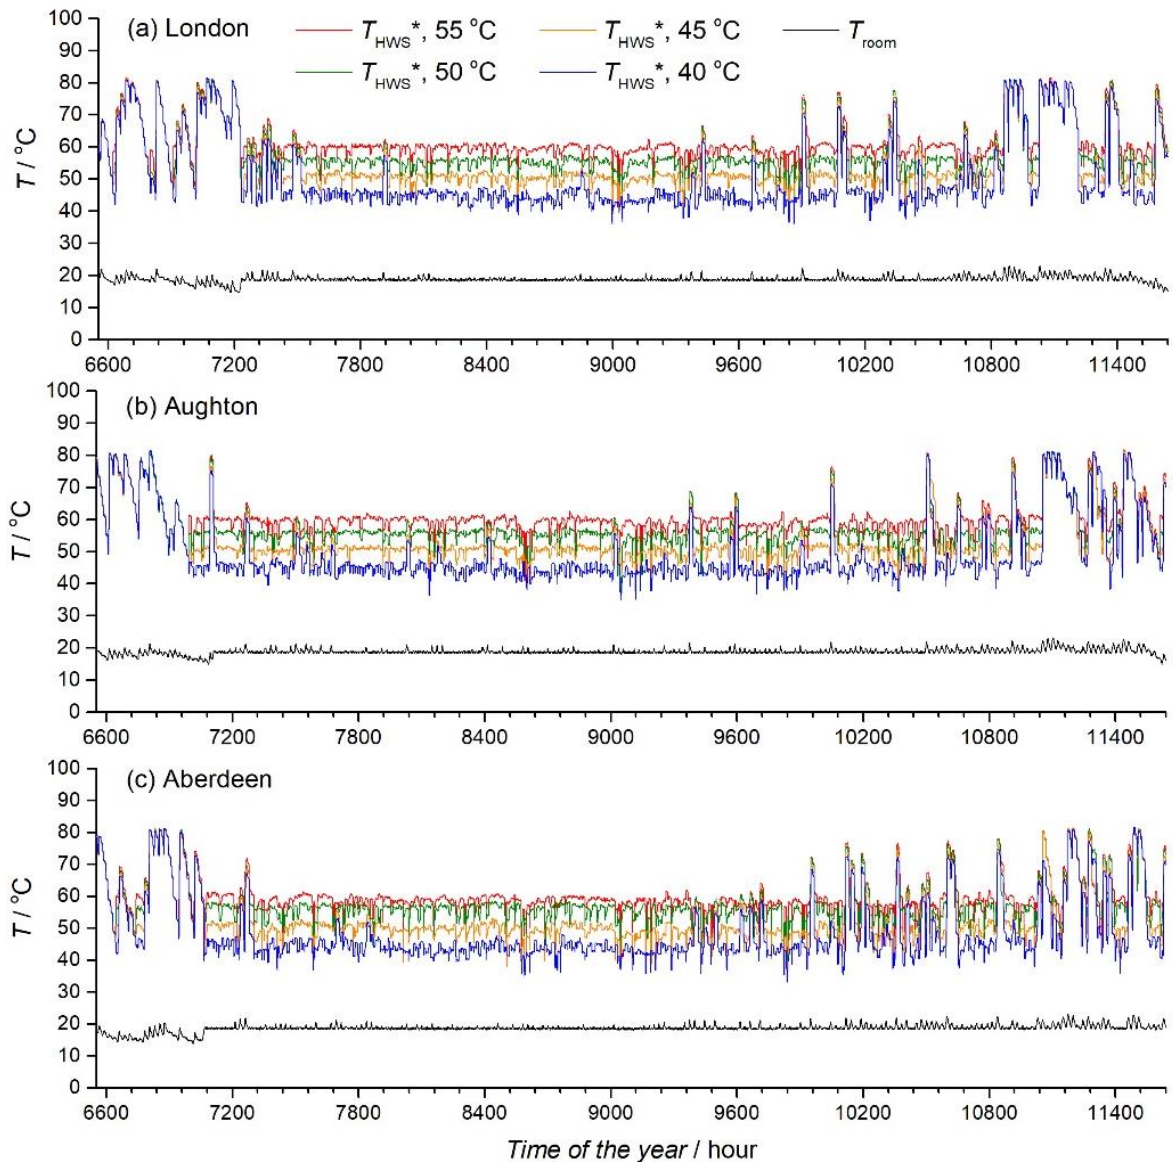 (a) London
T_HWS*, 55 °C
T_HWS*, 45 °C
T_room
T_HWS*, 50 °C
T_HWS*, 40 °C
100
90
80
70
60
50
40
30
20
10
0
T / °C
6600 7200 7800 8400 9000 9600 10200 10800 11400
(b) Aughton
100
90
80
70
60
50
40
30
20
10
0
T / °C
6600 7200 7800 8400 9000 9600 10200 10800 11400
(c) Aberdeen
100
90
80
70
60
50
40
30
20
10
0
T / °C
6600 7200 7800 8400 9000 9600 10200 10800 11400
Time of the year / hour